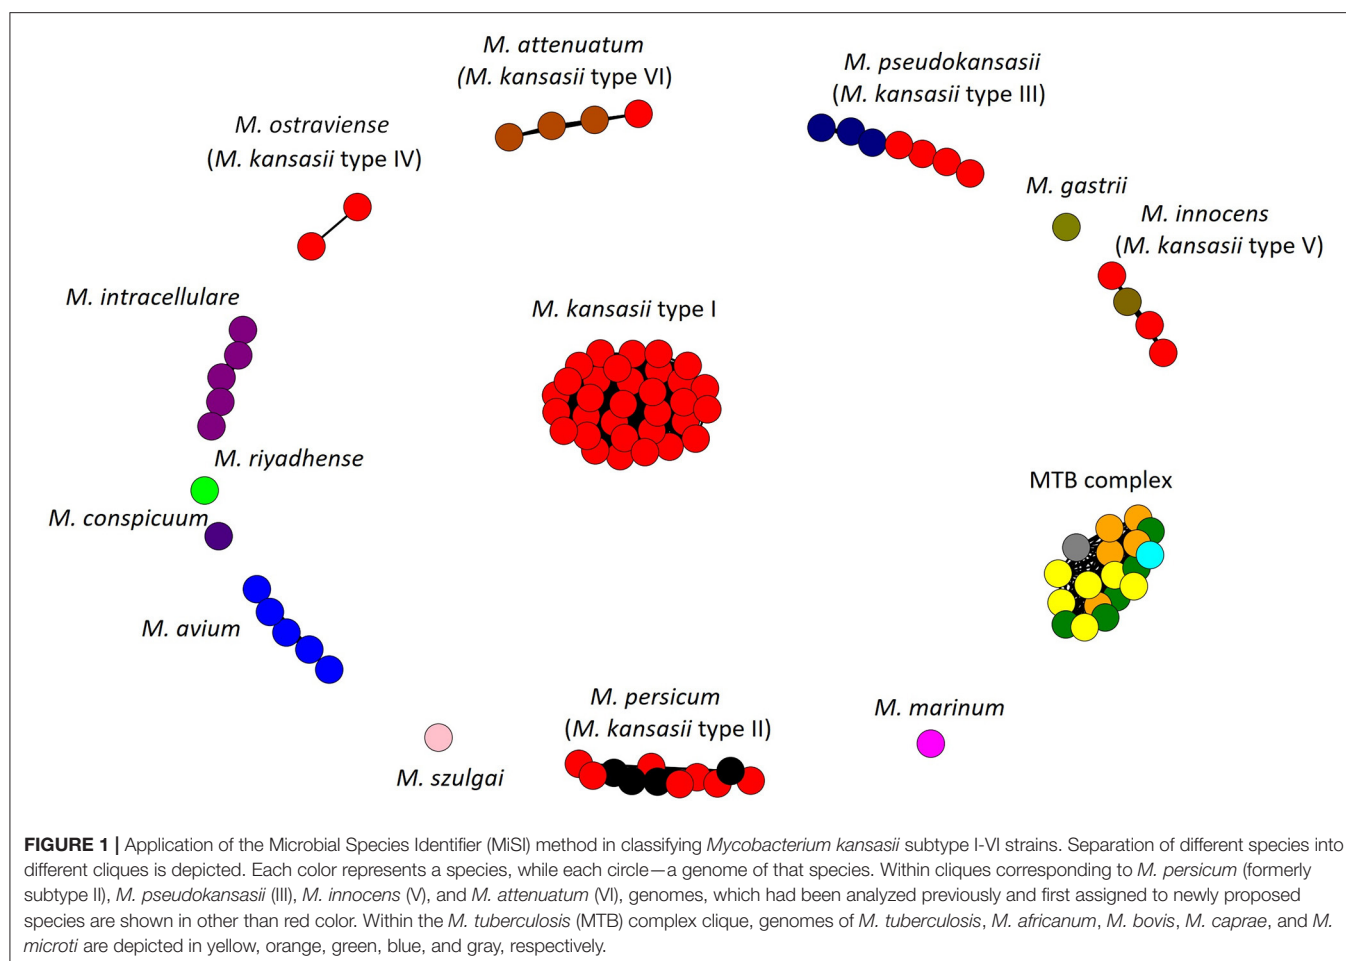 M. attenuatum
(M. kansasii type VI)
M. pseudokansasii
(M. kansasii type III)
M. ostraviense
(M. kansasii type IV)
M. gastrii
M. innocens
(M. kansasii type V)
M. intracellulare
M. kansasii type I
M. riyadhense
MTB complex
M. conspicuum
M. avium
M. persicum
(M. kansasii type II)
M. marinum
M. szulgai
FIGURE 1 | Application of the Microbial Species Identifier (MiSI) method in classifying Mycobacterium kansasii subtype I-VI strains. Separation of different species into
different cliques is depicted. Each color represents a species, while each circle—a genome of that species. Within cliques corresponding to M. persicum (formerly
subtype II), M. pseudokansasii (III), M. innocens (V), and M. attenuatum (VI), genomes, which had been analyzed previously and first assigned to newly proposed
species are shown in other than red color. Within the M. tuberculosis (MTB) complex clique, genomes of M. tuberculosis, M. africanum, M. bovis, M. caprae, and M.
microti are depicted in yellow, orange, green, blue, and gray, respectively.